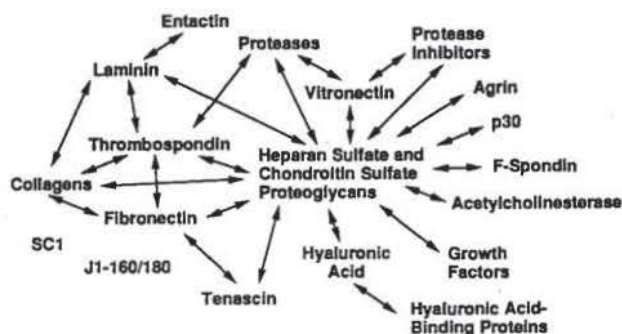 Entactin
Proteases
Protease
Inhibitors
Laminin
Vitronectin
Agrin
p30
Thrombospondin
Heparan Sulfate and
Chondroitin Sulfate
Proteoglycans
F-Spondin
Collagens
Acetylcholinesterase
Fibronectin
SC1
J1-160/180
Hyaluronic
Acid
Growth
Factors
Tenascin
Hyaluronic Acid-
Binding Proteins